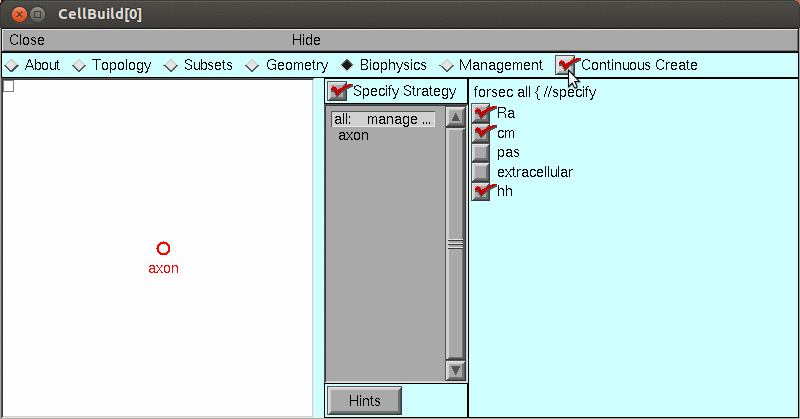 CellBuild[0]
Close Hide
About Topology Subsets Geometry Biophysics Management Continuous Create
Specify Strategy
all: manage ...
axon
Hints
forsec all { //specify
Ra
cm
pas
extracellular
hh
axon